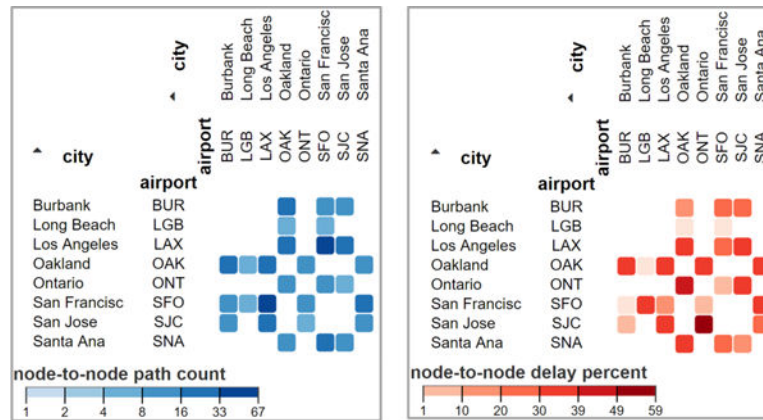 city
Burbank
Long Beach
Los Angeles
Oakland
Ontario
San Francisc
San Jose
Santa Ana
city
airport
airport
BUR
LGB
LAX
OAK
ONT
SFO
SJC
SNA
Burbank BUR
Long Beach LGB
Los Angeles LAX
Oakland OAK
Ontario ONT
San Francisc SFO
San Jose SJC
Santa Ana SNA
node-to-node path count
1 2 4 8 16 33 67
city
Burbank
Long Beach
Los Angeles
Oakland
Ontario
San Francisc
San Jose
Santa Ana
city
airport
airport
BUR
LGB
LAX
OAK
ONT
SFO
SJC
SNA
Burbank BUR
Long Beach LGB
Los Angeles LAX
Oakland OAK
Ontario ONT
San Francisc SFO
San Jose SJC
Santa Ana SNA
node-to-node delay percent
1 10 20 30 39 49 59